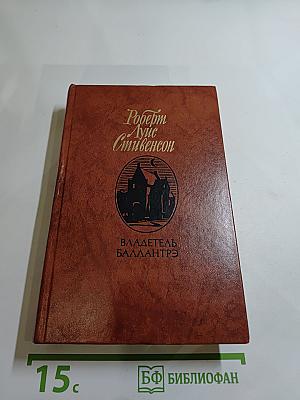 Роберт
Луис
Стивенсон
ВЛАДЕТЕЛЬ
БАЛЛАНТРЭ
15с
БФ БИБЛИОФАН